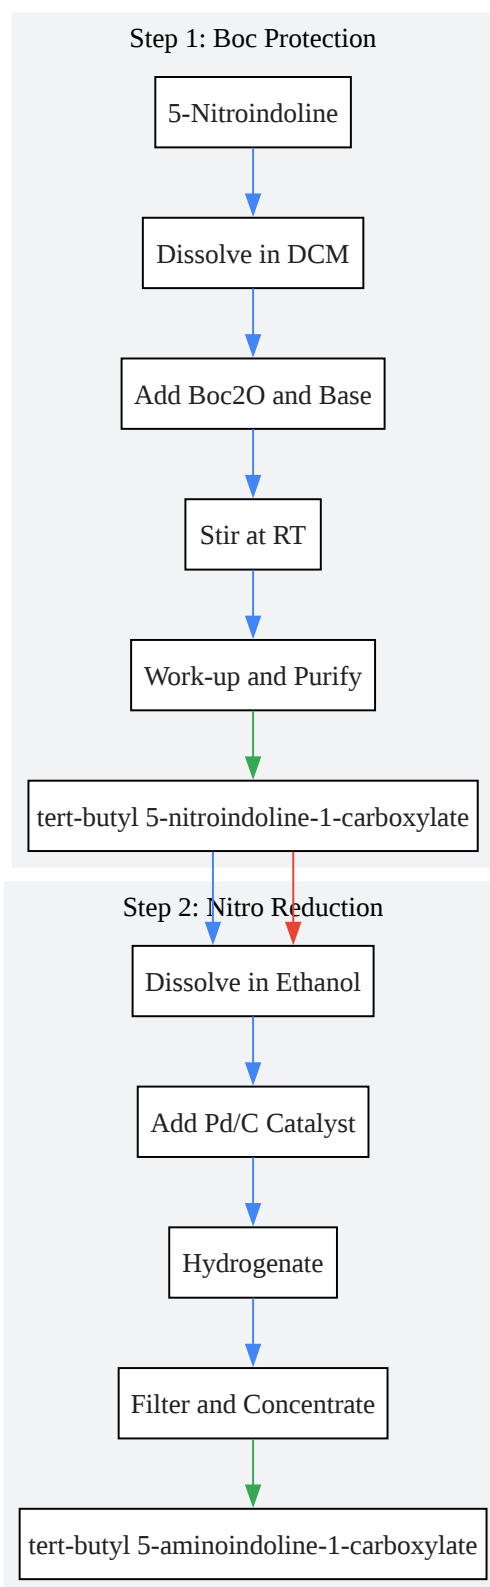 Step 1: Boc Protection
5-Nitroindoline
Dissolve in DCM
Add Boc2O and Base
Stir at RT
Work-up and Purify
tert-butyl 5-nitroindoline-1-carboxylate
Step 2: Nitro Reduction
Dissolve in Ethanol
Add Pd/C Catalyst
Hydrogenate
Filter and Concentrate
tert-butyl 5-aminoindoline-1-carboxylate